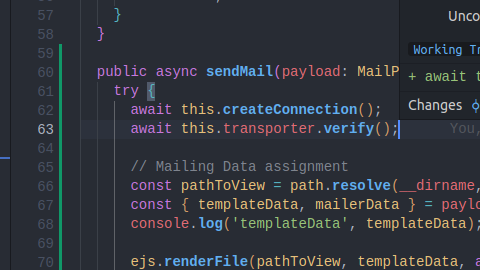 57 }
58 }
59
60 public async sendMail(payload: MailP
61 try {
62 await this.createConnection();
63 await this.transporter.verify(); You,
64
65 // Mailing Data assignment
66 const pathToView = path.resolve(__dirname,
67 const { templateData, mailerData } = paylo
68 console.log('templateData', templateData);
69
70 ejs.renderFile(pathToView, templateData, a
Unco
Working Tr
+ await t
Changes